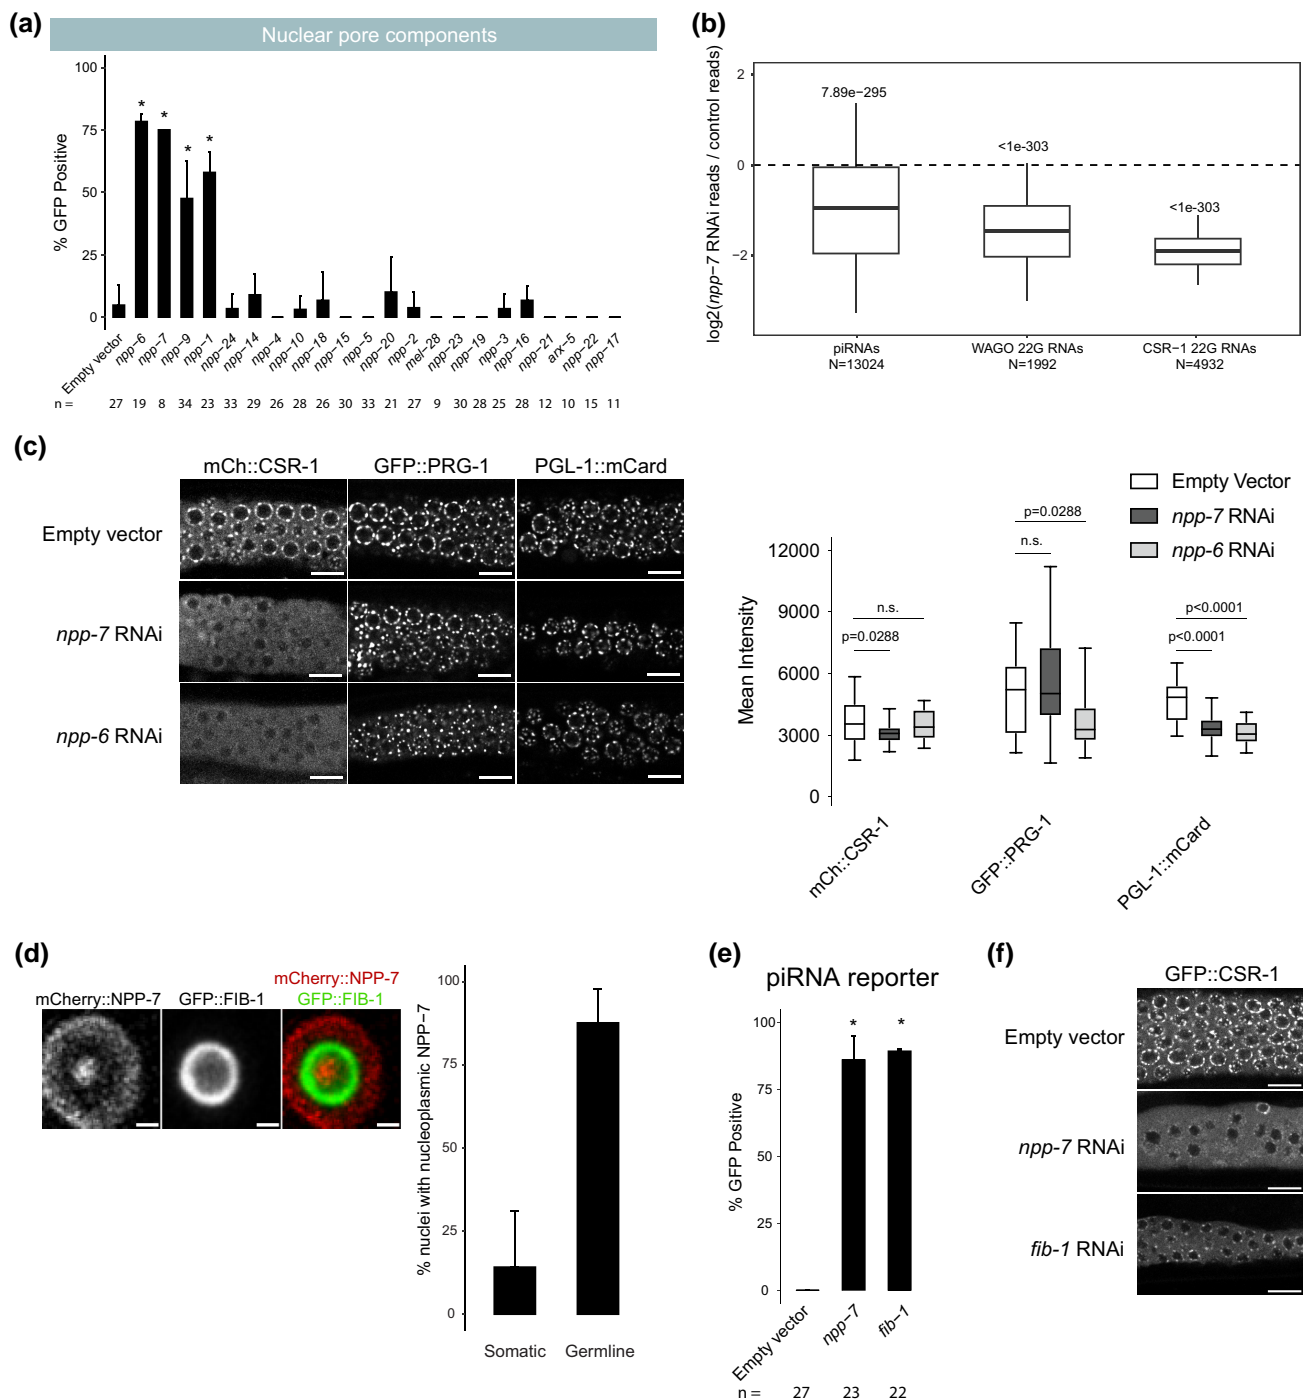 (a)
Nuclear pore components
% GFP Positive
100
75
50
25
0
* * * *
Empty vector npp-6 npp-7 npp-9 npp-1 npp-24 npp-14 npp-4 npp-10 npp-18 npp-15 npp-5 npp-20 npp-2 mel-28 npp-23 npp-19 npp-3 npp-16 npp-21 arx-5 npp-22 npp-17
n = 27 19 8 34 23 33 29 26 28 26 30 33 21 27 9 30 28 25 28 12 10 15 11
(b)
log2(npp-7 RNAi reads / control reads)
2
0
−2
7.89e−295
<1e-303
<1e-303
piRNAs WAGO 22G RNAs CSR−1 22G RNAs
N=13024 N=1992 N=4932
(c)
mCh::CSR-1 GFP::PRG-1 PGL-1::mCard
Empty vector
npp-7 RNAi
npp-6 RNAi
Empty Vector
npp-7 RNAi
npp-6 RNAi
Mean Intensity
12000
9000
6000
3000
0
n.s.
p=0.0288
p=0.0288
n.s.
p<0.0001
p<0.0001
mCh::CSR-1 GFP::PRG-1 PGL-1::mCard
(d)
mCherry::NPP-7 GFP::FIB-1
mCherry::NPP-7
GFP::FIB-1
% nuclei with nucleoplasmic NPP−7
100
75
50
25
0
Somatic Germline
(e)
piRNA reporter
% GFP Positive
100
75
50
25
0
* *
Empty vector npp-7 fib-1
n = 27 23 22
(f)
GFP::CSR-1
Empty vector
npp-7 RNAi
fib-1 RNAi